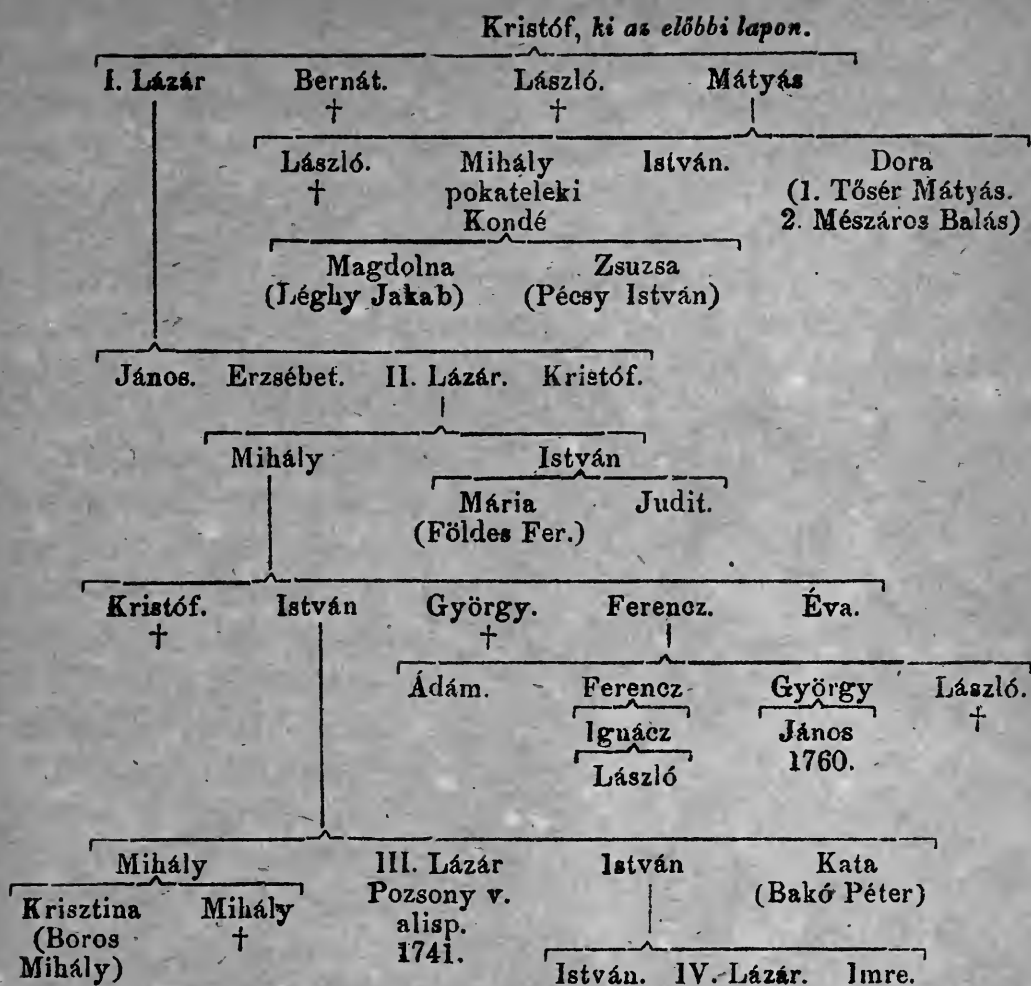 Kristóf, ki az előbbi lapon.
I. Lázár Bernát. László. Mátyás
† †
László. Mihály István. Dora
† pokateleki (1. Tősér Mátyás.
Kondé 2. Mészáros Balás)
Magdolna Zsuzsa
(Léghy Jakab) (Pécsy István)
János. Erzsébet. II. Lázár. Kristóf.
Mihály István
Mária Judit.
(Földes Fer.)
Kristóf. István György. Ferencz. Éva.
† †
Ádám. Ferencz György László.
Ignácz János †
László 1760.
Mihály III. Lázár István Kata
Krisztina Mihály Pozsony v. (Bakó Péter)
(Boros † alisp.
Mihály) 1741.
István. IV. Lázár. Imre.